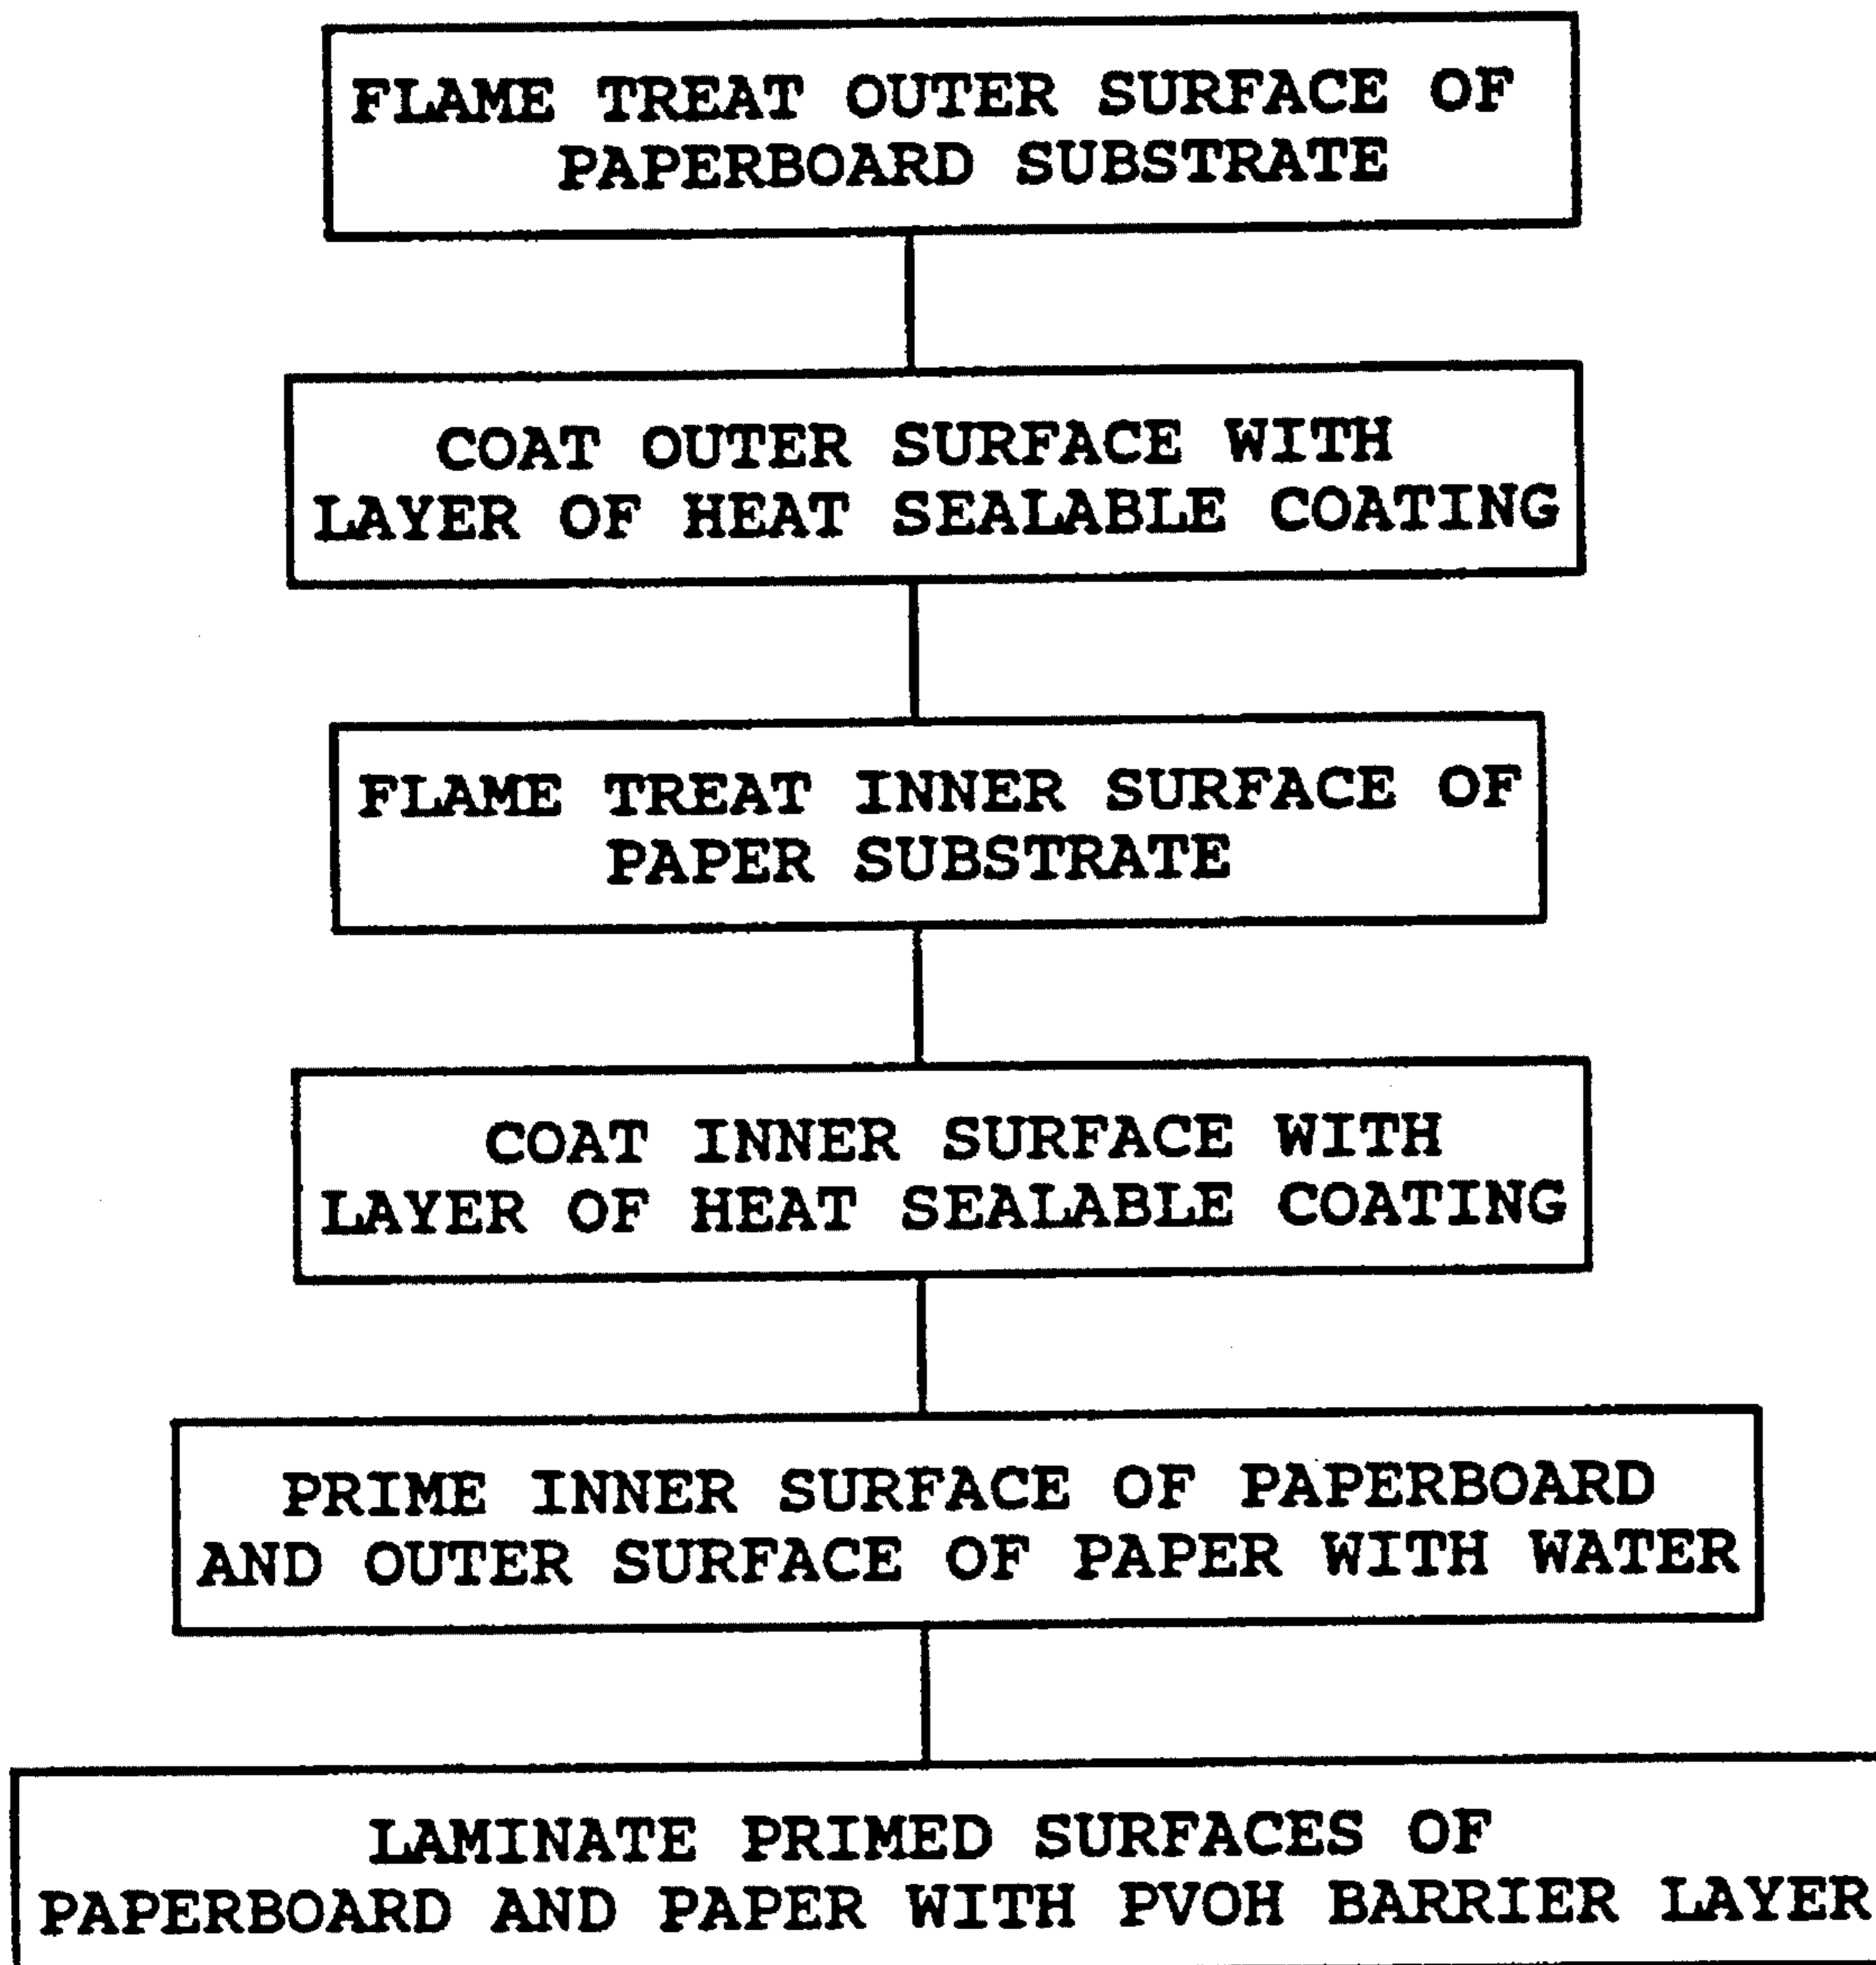 FLAME TREAT OUTER SURFACE OF
PAPERBOARD SUBSTRATE
COAT OUTER SURFACE WITH
LAYER OF HEAT SEALABLE COATING
FLAME TREAT INNER SURFACE OF
PAPER SUBSTRATE
COAT INNER SURFACE WITH
LAYER OF HEAT SEALABLE COATING
PRIME INNER SURFACE OF PAPERBOARD
AND OUTER SURFACE OF PAPER WITH WATER
LAMINATE PRIMED SURFACES OF
PAPERBOARD AND PAPER WITH PVOH BARRIER LAYER